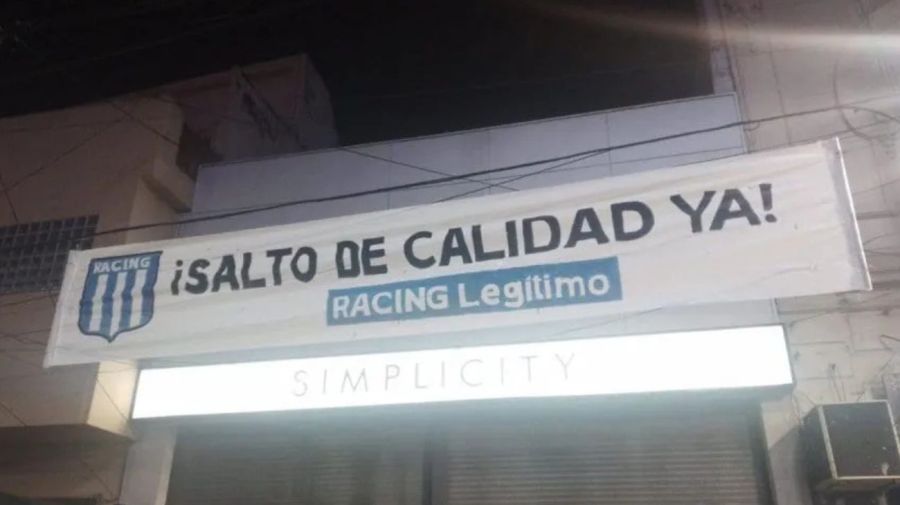 RACING
¡SALTO DE CALIDAD YA!
RACING Legítimo
SIMPLICITY